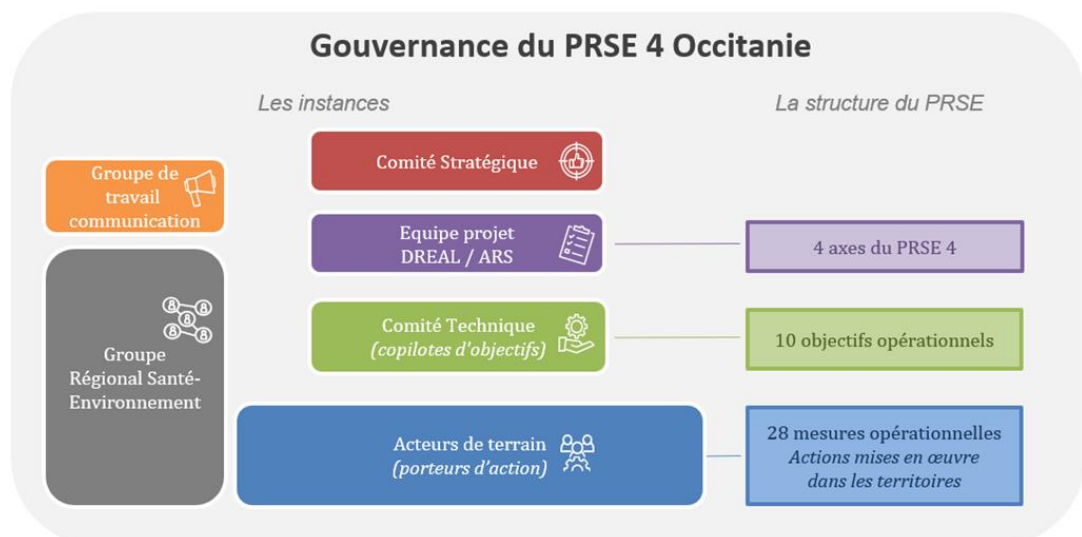 Gouvernance du PRSE 4 Occitanie
Les instances
La structure du PRSE
Groupe de
travail
communication
Groupe
Régional Santé-
Environnement
Comité Stratégique
Equipe projet
DREAL / ARS
4 axes du PRSE 4
Comité Technique
(copilotes d'objectifs)
10 objectifs opérationnels
Acteurs de terrain
(porteurs d'action)
28 mesures opérationnelles
Actions mises en œuvre
dans les territoires